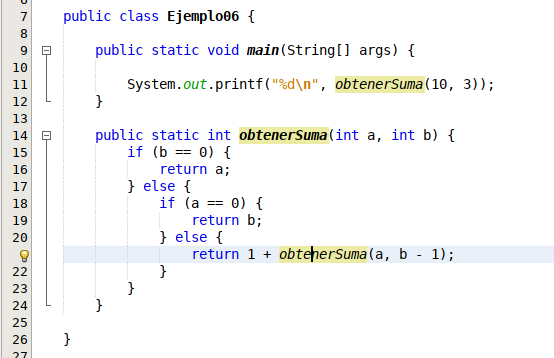 7 public class Ejemplo06 {
8
9 public static void main(String[] args) {
10
11 System.out.printf("%d\n", obtenerSuma(10, 3));
12 }
13
14 public static int obtenerSuma(int a, int b) {
15 if (b == 0) {
16 return a;
17 } else {
18 if (a == 0) {
19 return b;
20 } else {
return 1 + obtenerSuma(a, b - 1);
22 }
23 }
24 }
25
26 }
27